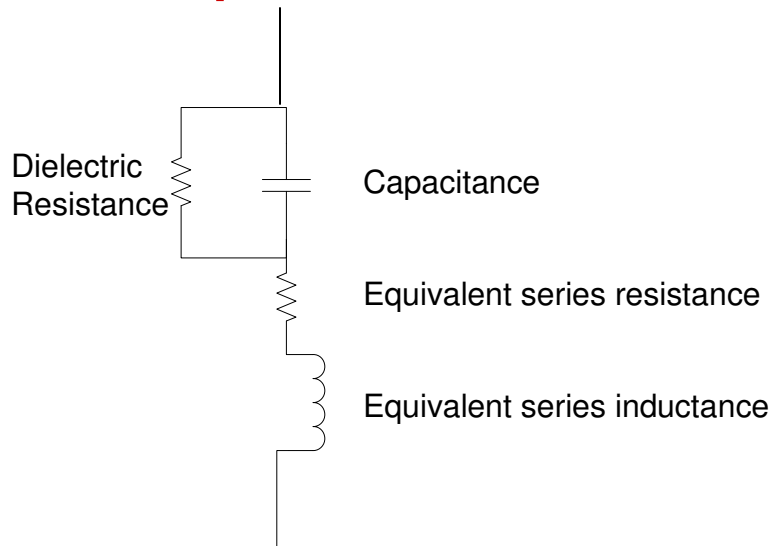 Dielectric
Resistance
Capacitance
Equivalent series resistance
Equivalent series inductance